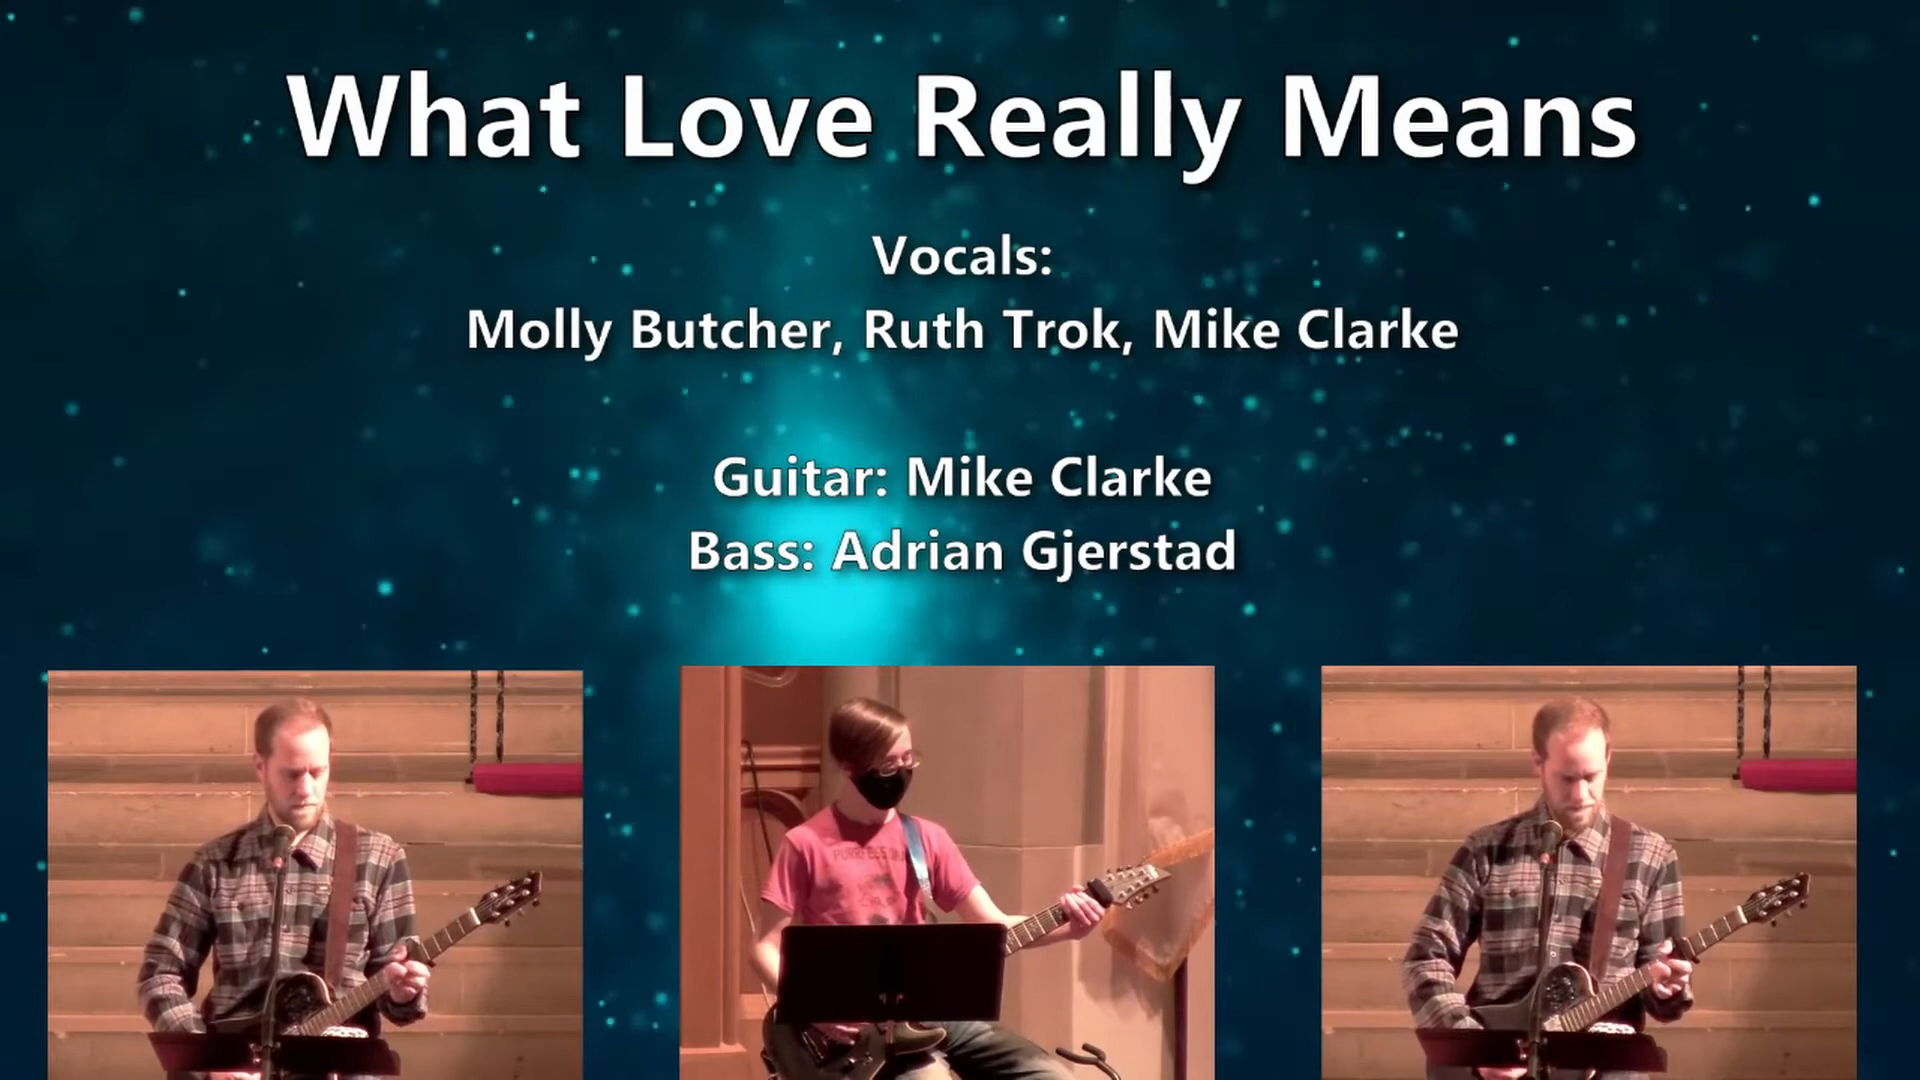 What Love Really Means
Vocals:
Molly Butcher, Ruth Trok, Mike Clarke
Guitar: Mike Clarke
Bass: Adrian Gjerstad